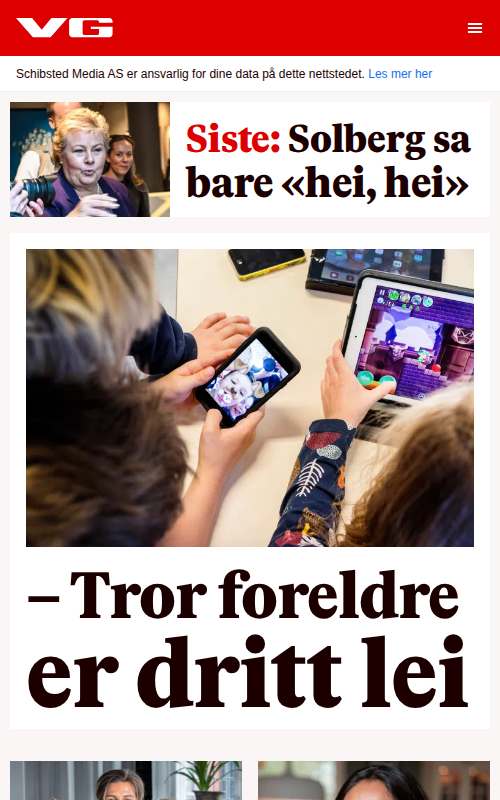 VG
Schibsted Media AS er ansvarlig for dine data på dette nettstedet. Les mer her
Siste: Solberg sa
bare «hei, hei»
– Tror foreldre
er dritt lei